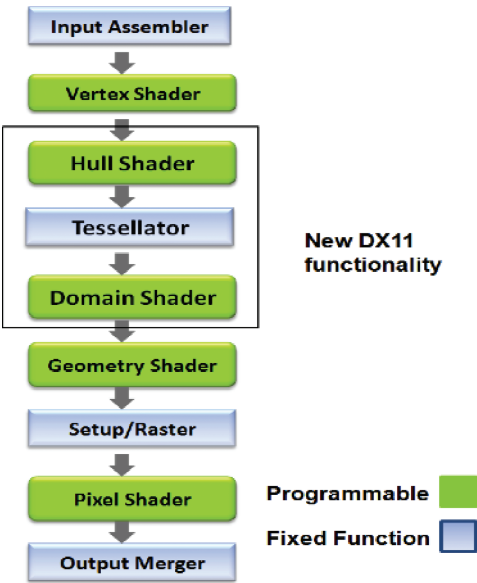 Input Assembler
Vertex Shader
Hull Shader
Tessellator
Domain Shader
New DX11
functionality
Geometry Shader
Setup/Raster
Pixel Shader
Output Merger
Programmable
Fixed Function